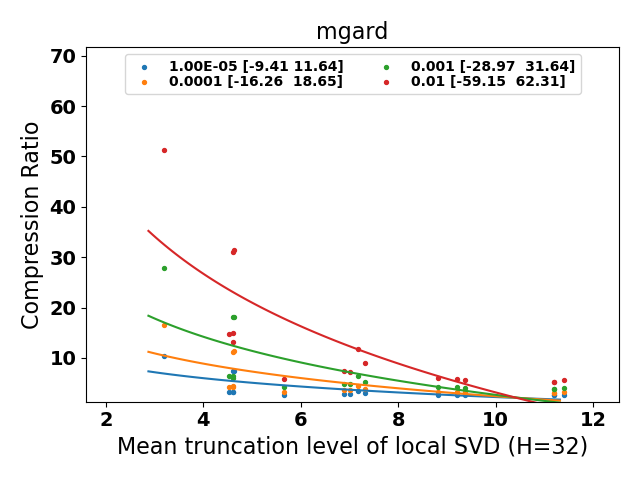 mgard
1.00E-05 [-9.41 11.64]
0.0001 [-16.26  18.65]
0.001 [-28.97  31.64]
0.01 [-59.15  62.31]
Compression Ratio
70
60
50
40
30
20
10
2 4 6 8 10 12
Mean truncation level of local SVD (H=32)